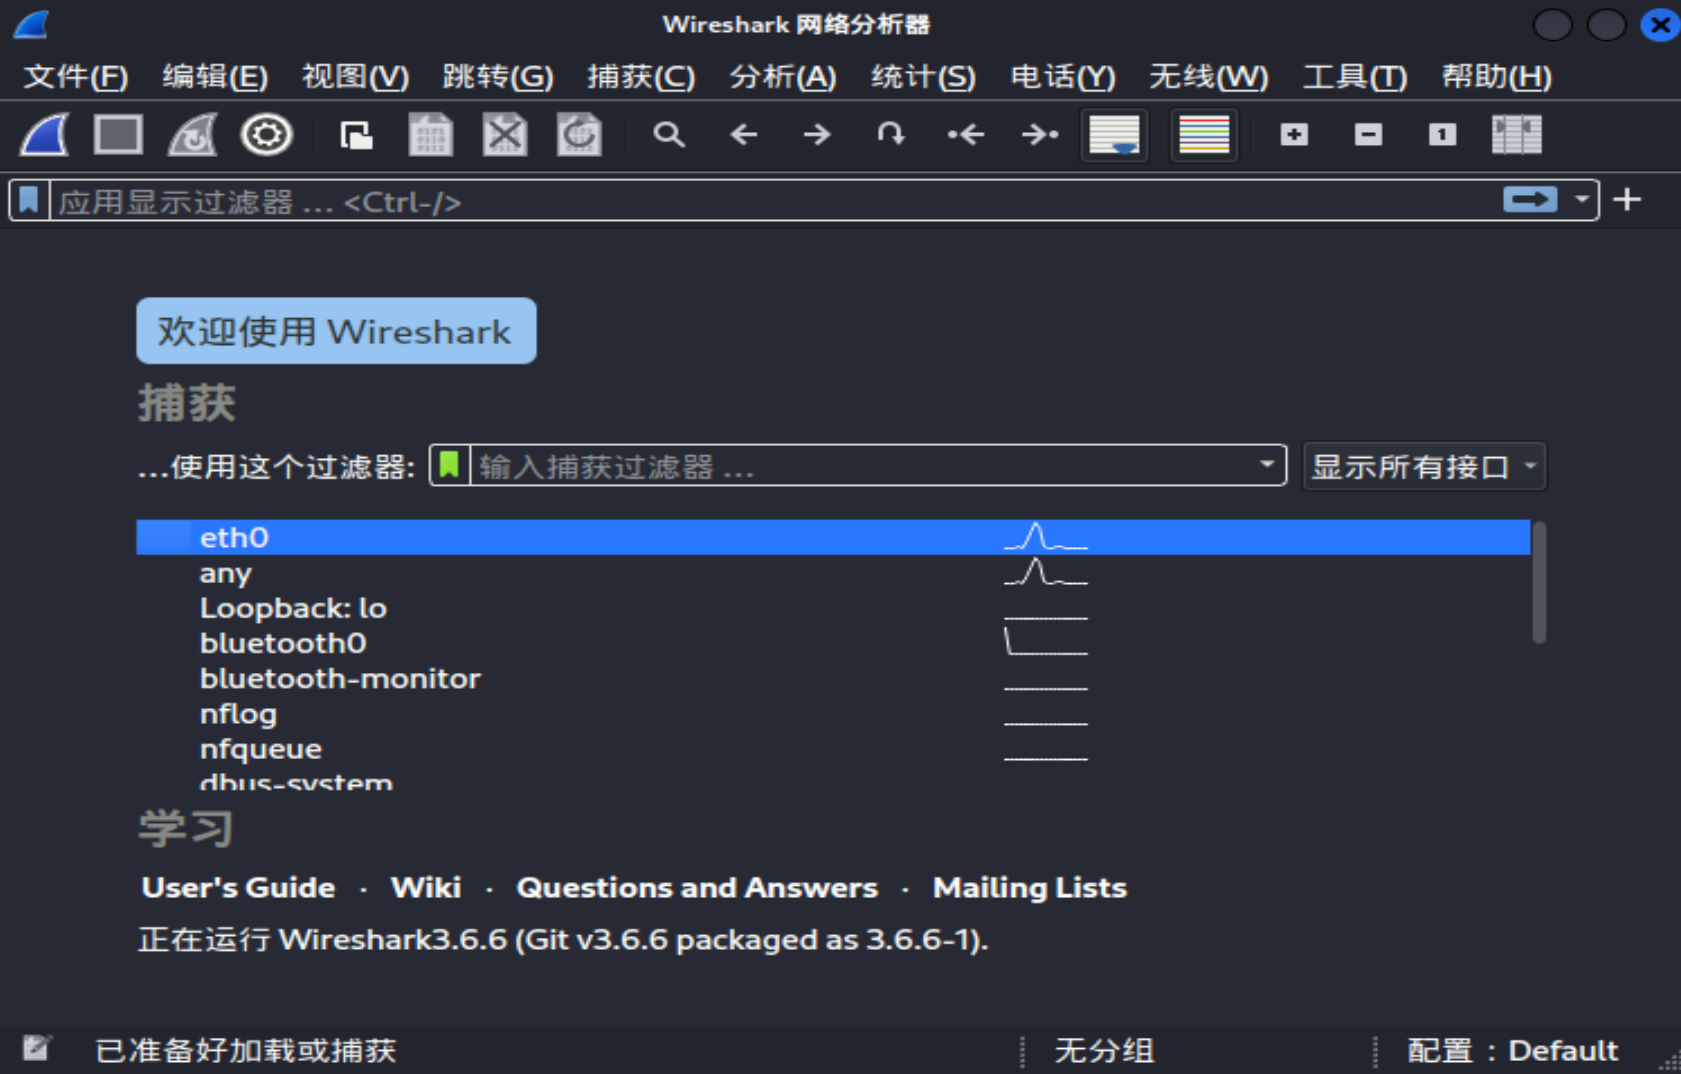 Wireshark 网络分析器
文件(F) 编辑(E) 视图(V) 跳转(G) 捕获(C) 分析(A) 统计(S) 电话(Y) 无线(W) 工具(T) 帮助(H)
应用显示过滤器 … <Ctrl-/>
欢迎使用 Wireshark
捕获
…使用这个过滤器: 输入捕获过滤器 … 显示所有接口
eth0
any
Loopback: lo
bluetooth0
bluetooth-monitor
nflog
nfqueue
dbus-system
学习
User's Guide · Wiki · Questions and Answers · Mailing Lists
正在运行 Wireshark3.6.6 (Git v3.6.6 packaged as 3.6.6-1).
已准备好加载或捕获 无分组 配置：Default